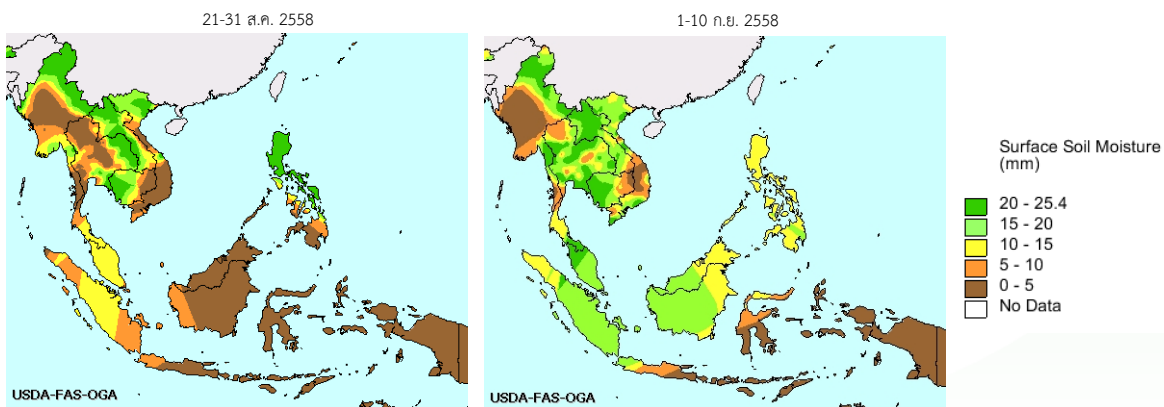 21-31 ส.ค. 2558
1-10 ก.ย. 2558
USDA-FAS-OGA
USDA-FAS-OGA
Surface Soil Moisture
(mm)
20 - 25.4
15 - 20
10 - 15
5 - 10
0 - 5
No Data